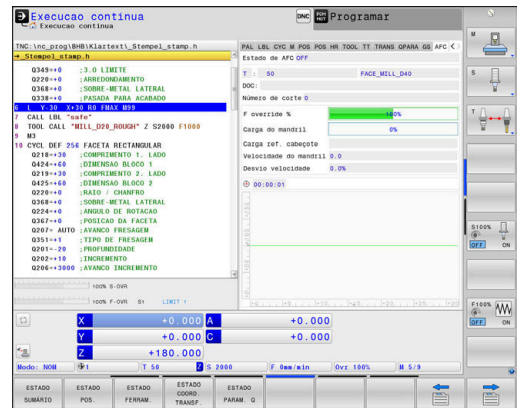 Execucao continua
Execucao continua
DNC
Programar
TNC:\nc_prog\BHB\Klartext\_Stempel_stamp.h
→_Stempel_stamp.h
Q349=+0 ;3.0 LIMITE
Q220=+0 ;ARREDONDAMENTO
Q368=+0 ;SOBRE-METAL LATERAL
Q338=+0 ;PASADA PARA ACABADO
6 L Y-30 X+30 R0 FMAX M99
7 CALL LBL "safe"
8 TOOL CALL "MILL_D20_ROUGH" Z S2000 F1000
9 M3
10 CYCL DEF 256 FACETA RECTANGULAR
Q218=+30 ;COMPRIMENTO 1. LADO
Q424=+60 ;DIMENSAO BLOCO 1
Q219=+30 ;COMPRIMENTO 2. LADO
Q425=+60 ;DIMENSAO BLOCO 2
Q220=+0 ;RAIO / CHANFRO
Q368=+0 ;SOBRE-METAL LATERAL
Q224=+0 ;ANGULO DE ROTACAO
Q367=+0 ;POSICAO DA FACETA
Q207= AUTO ;AVANCO FRESAGEM
Q351=+1 ;TIPO DE FRESAGEM
Q201=-20 ;PROFUNDIDADE
Q202=+10 ;INCREMENTO
Q206=+3000 ;AVANCO INCREMENTO
PAL LBL CYC M POS POS HR TOOL TT TRANS QPARA GS AFC
Estado de AFC OFF
T : 50 FACE_MILL_D40
DOC:
Número de corte 0
F override % 100%
Carga do mandril 0%
Carga ref. cabeçote
Velocidade do mandril 0.0
Desvio velocidade 0.0%
00:00:01
100% S-OVR
100% F-OVR S1 LIMIT 1
X +0.000 A +0.000
Y +0.000 C +0.000
Z +180.000
Modo: NOM 1 T 50 Z S 2000 F 0mm/min Ovr 100% M 5/9
M
S
T
S100%
OFF ON
F100%
OFF ON
ESTADO SUMÁRIO
ESTADO POS.
ESTADO FERRAM.
ESTADO COORD. TRANSF.
ESTADO PARAM. Q